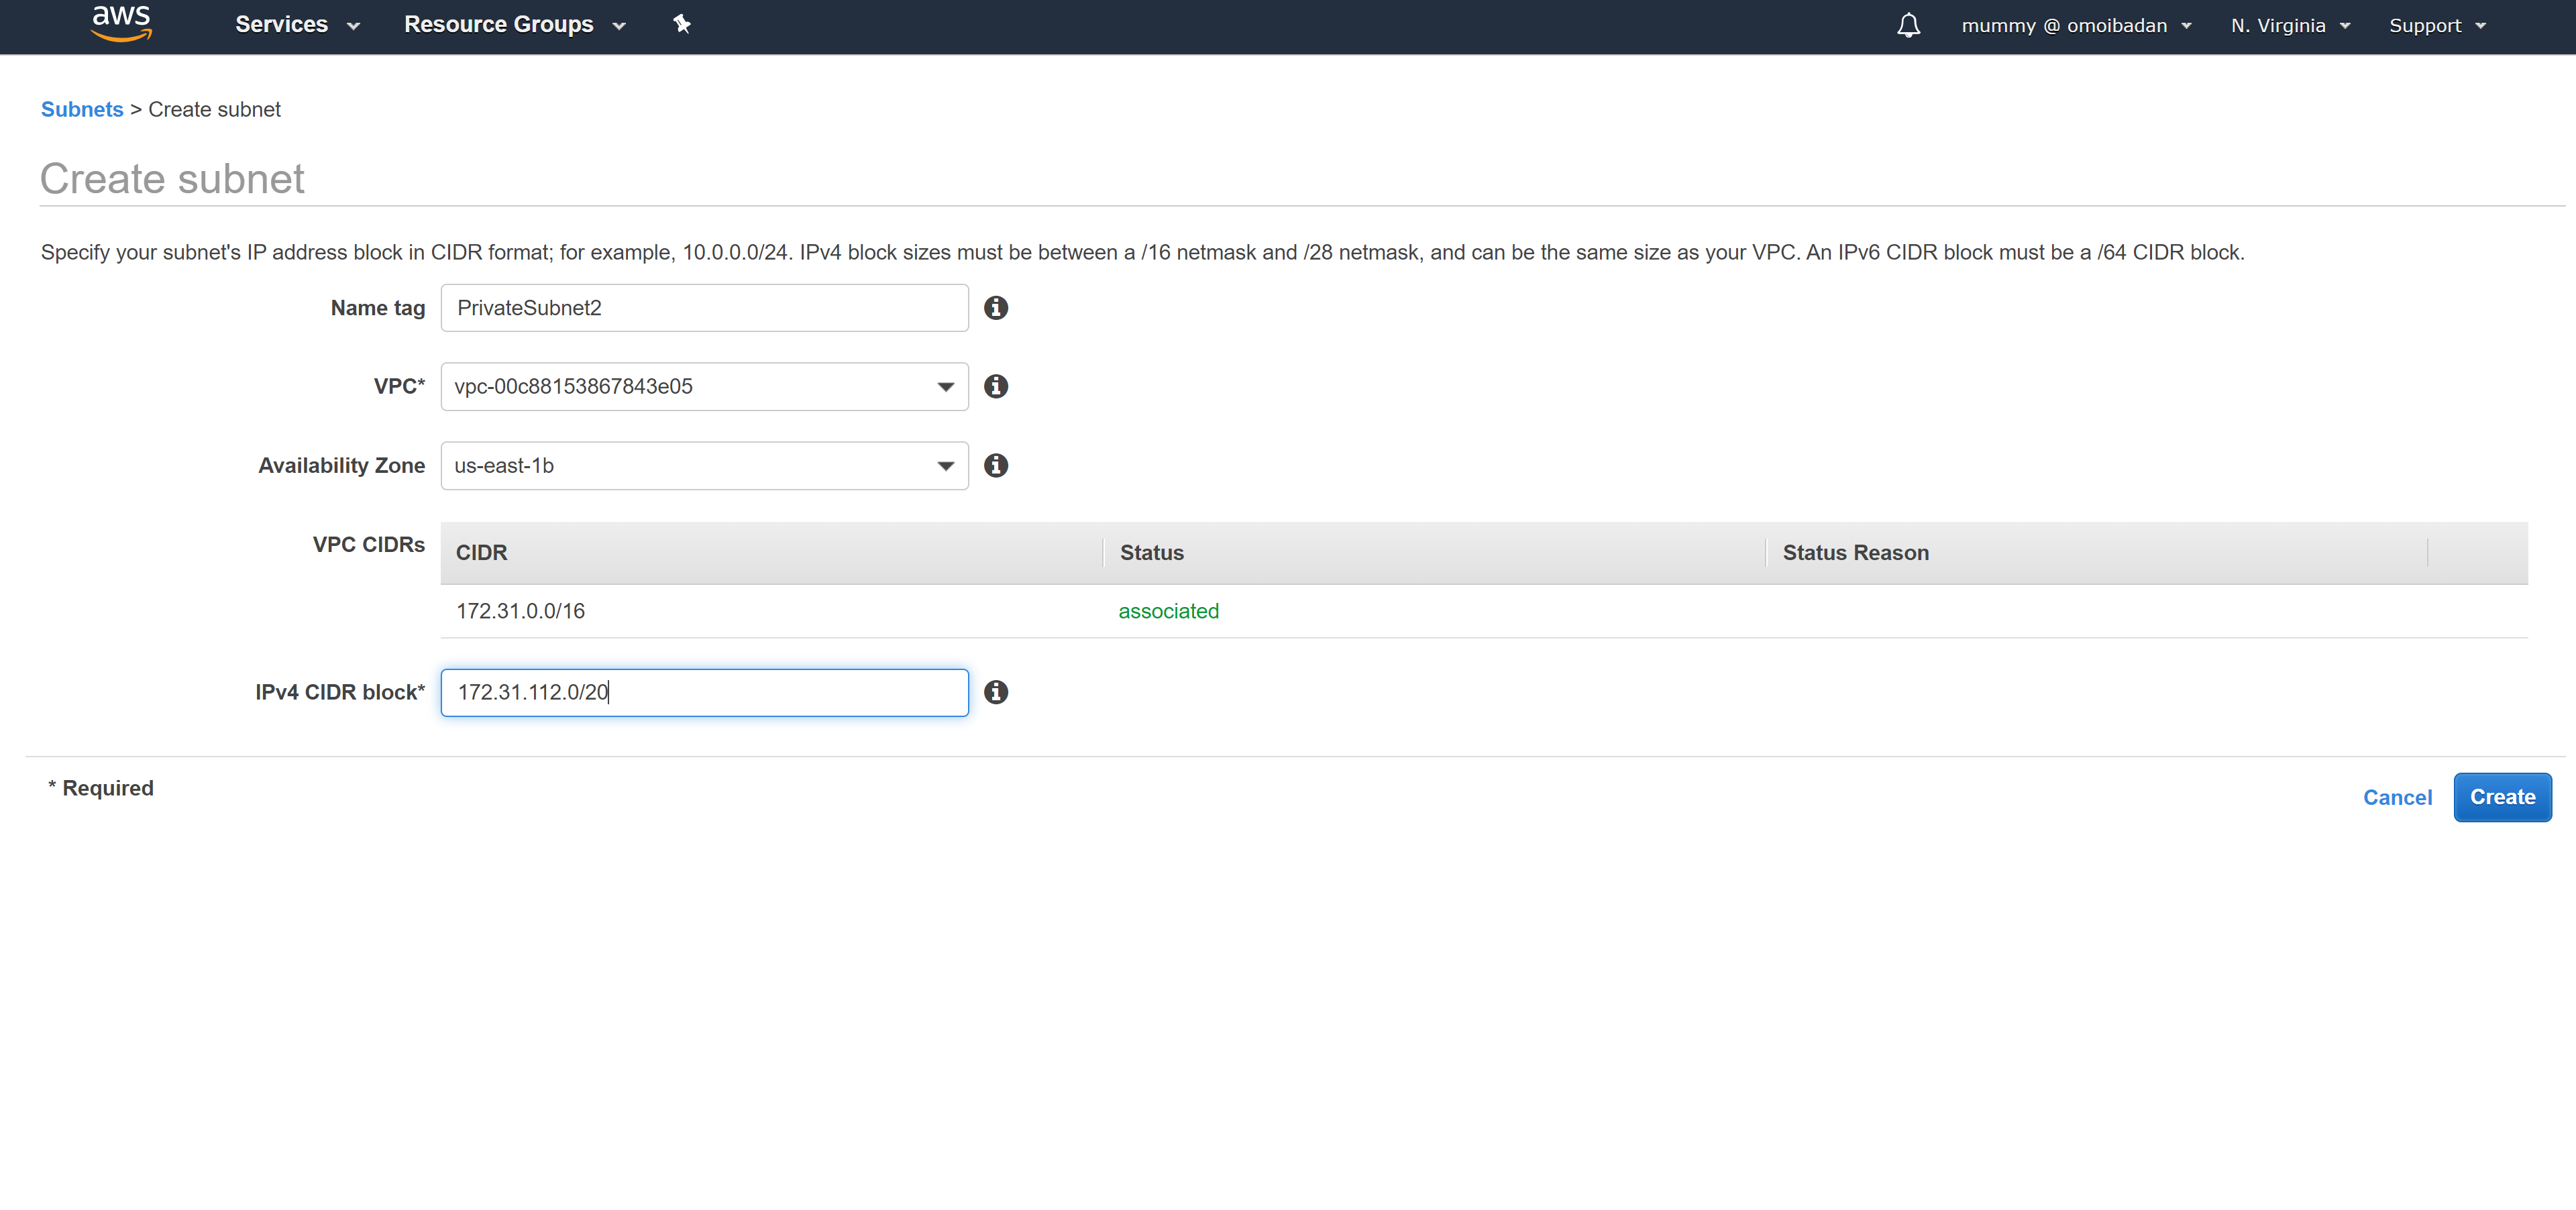 aws Services Resource Groups mummy @ omoibadan N. Virginia Support
Subnets > Create subnet
Create subnet
Specify your subnet's IP address block in CIDR format; for example, 10.0.0.0/24. IPv4 block sizes must be between a /16 netmask and /28 netmask, and can be the same size as your VPC. An IPv6 CIDR block must be a /64 CIDR block.
Name tag PrivateSubnet2
VPC* vpc-00c88153867843e05
Availability Zone us-east-1b
VPC CIDRs CIDR Status Status Reason
172.31.0.0/16 associated
IPv4 CIDR block* 172.31.112.0/20
* Required Cancel Create